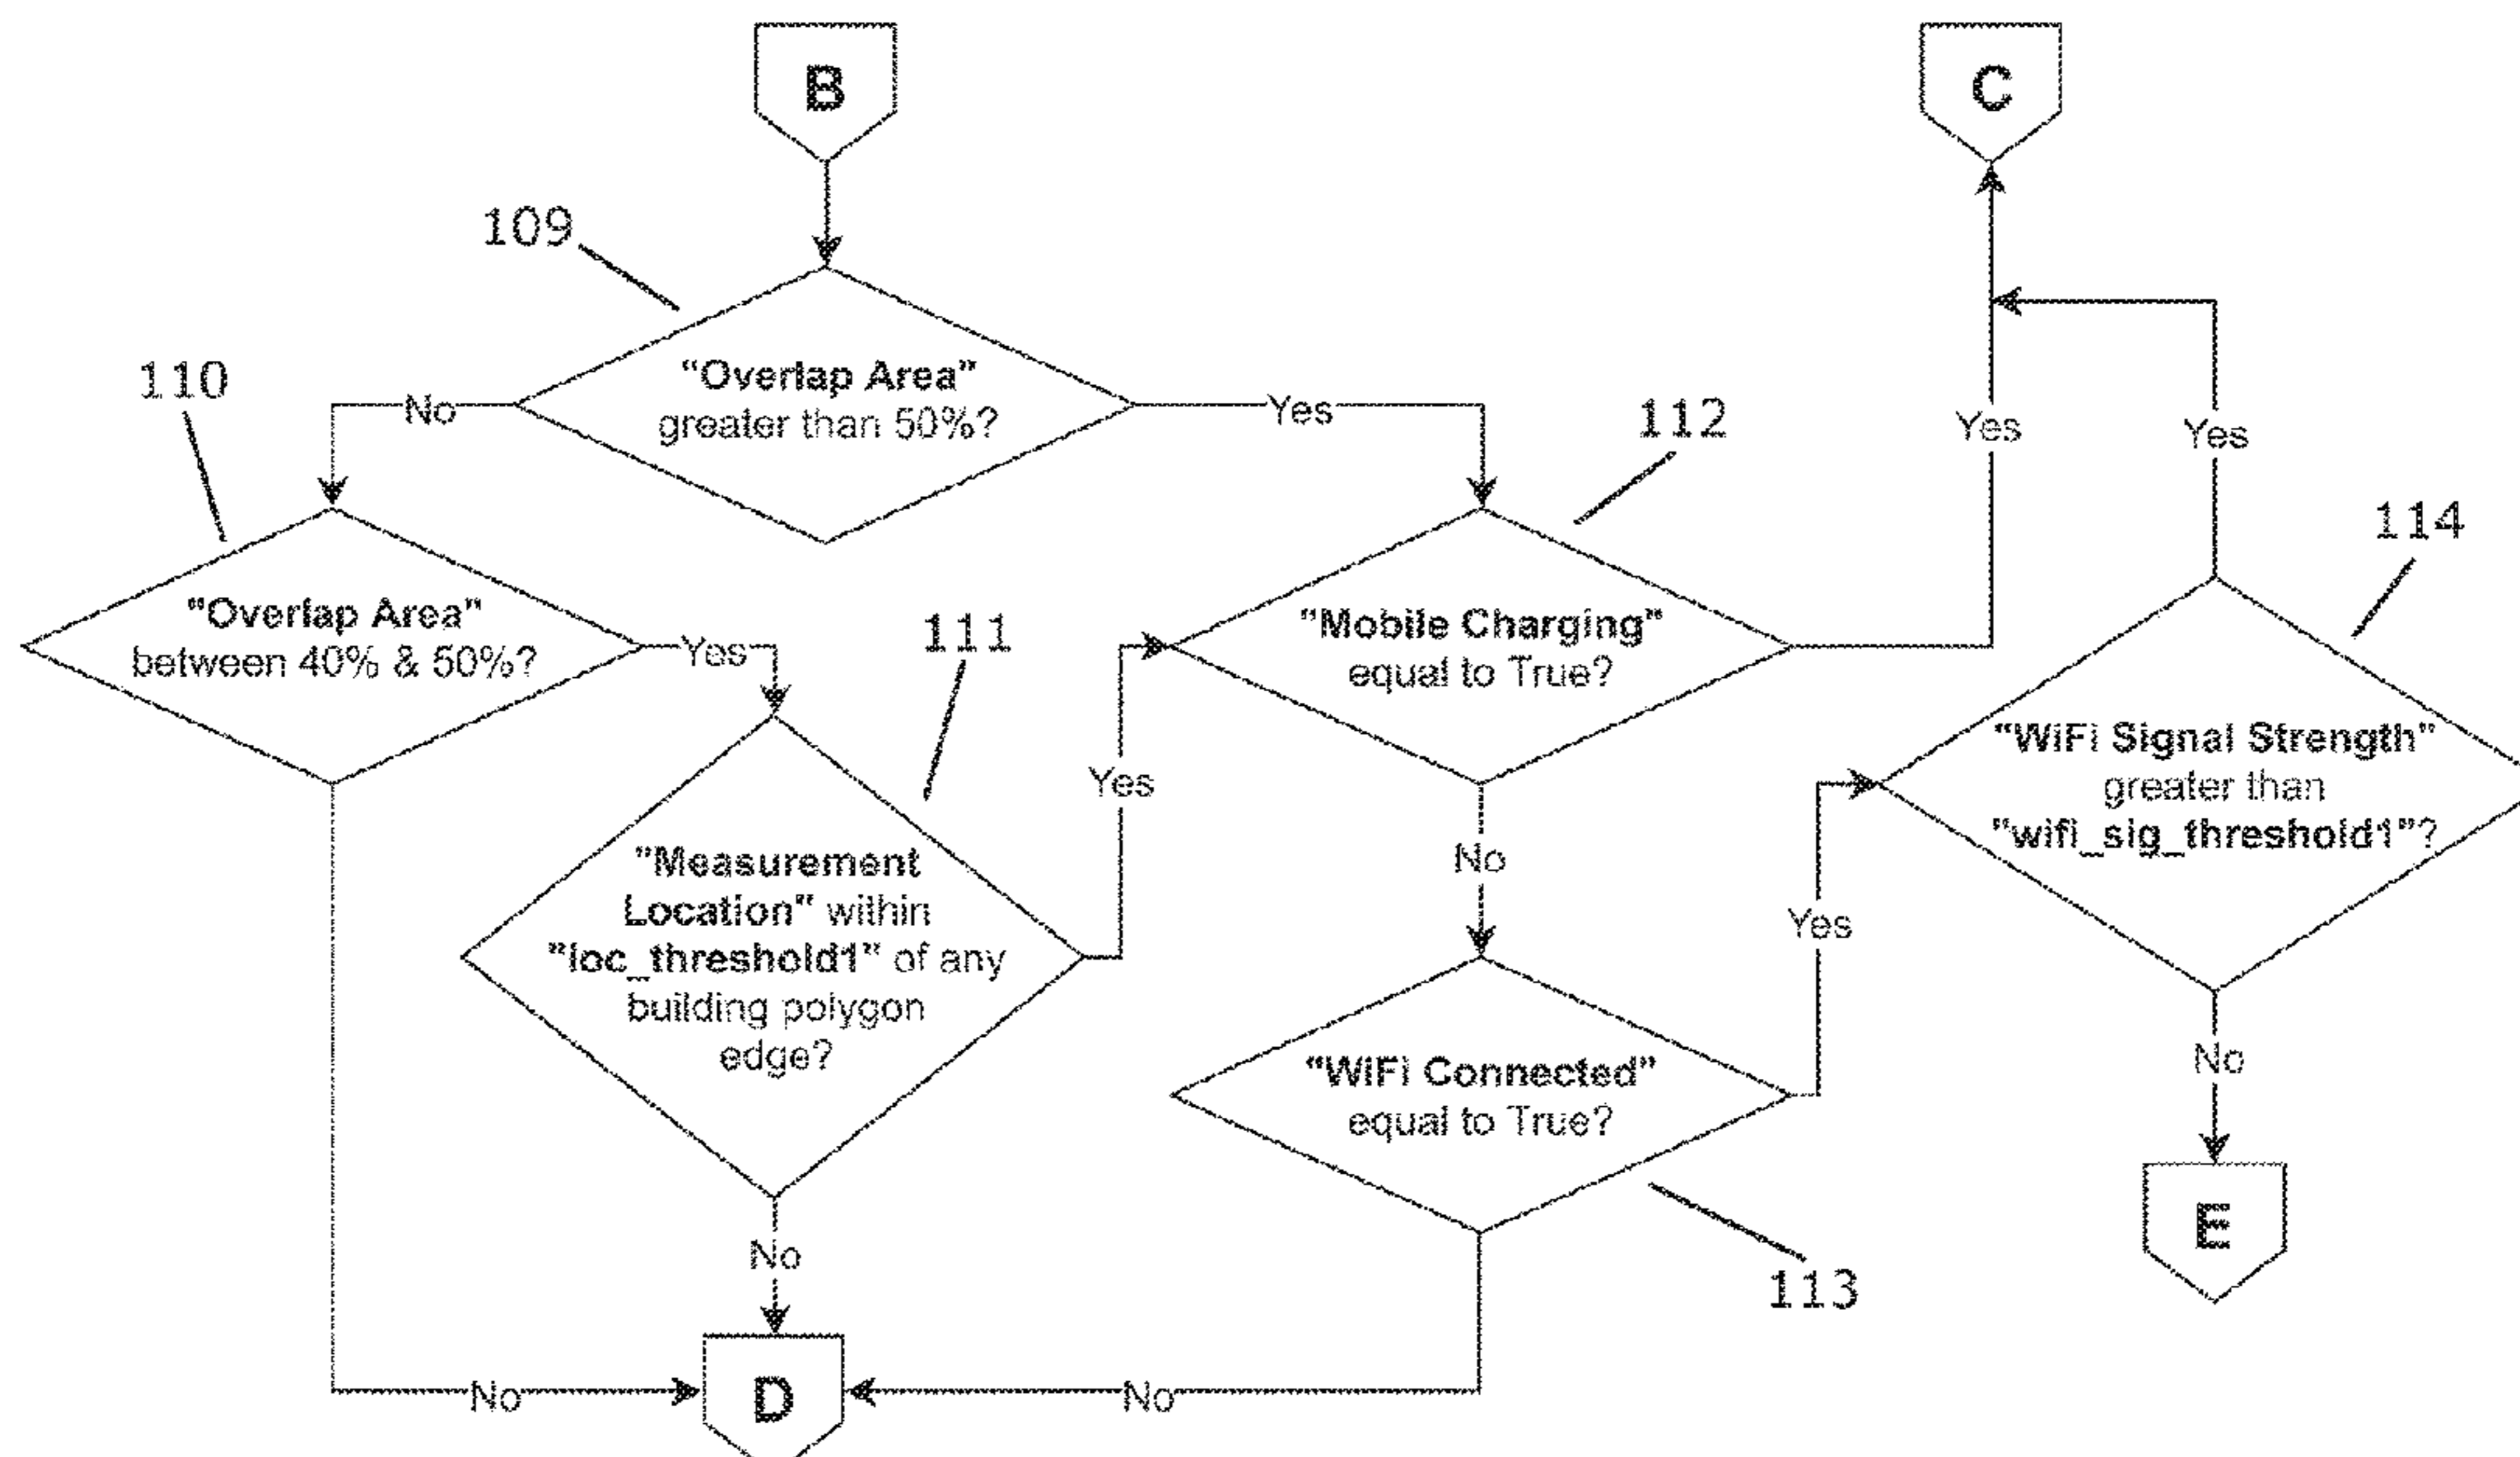 B
C
109
"Overlap Area"
greater than 50%?
No
Yes
110
112
Yes
Yes
114
"Overlap Area"
between 40% & 50%?
Yes
111
"Mobile Charging"
equal to True?
"WiFi Signal Strength"
greater than
"wifi_sig_threshold1"?
Yes
"Measurement
Location" within
"loc_threshold1" of any
building polygon
edge?
No
Yes
"WiFi Connected"
equal to True?
No
E
No
113
D
No
No